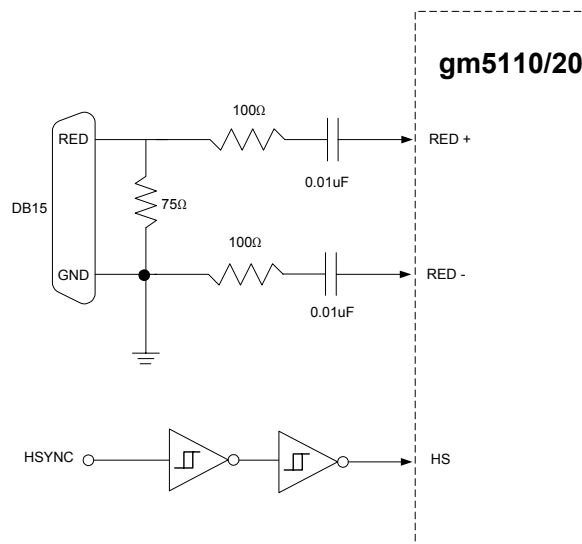 gm5110/20
100Ω
RED
RED +
0.01uF
DB15
75Ω
100Ω
GND
RED -
0.01uF
HSYNC
HS